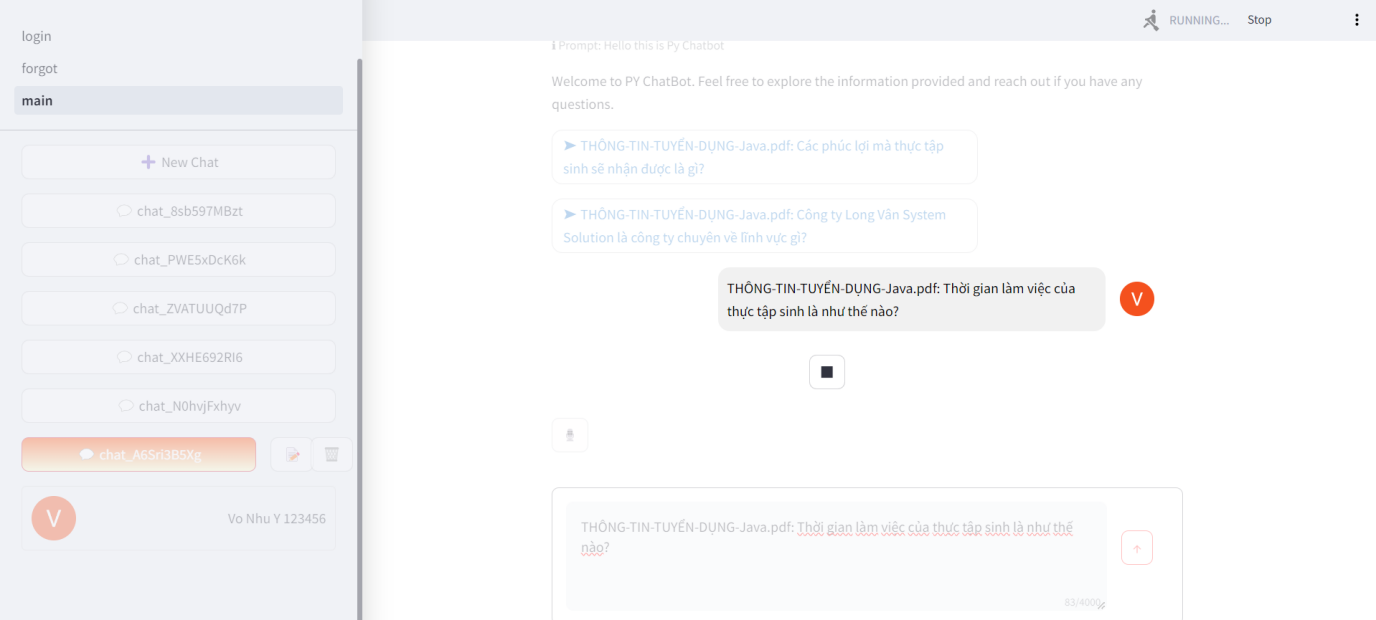 login
forgot
main
New Chat
chat_8sb597MBzt
chat_PWE5xDcK6k
chat_ZVATUUQd7P
chat_XXHE692RI6
chat_N0hvjFxhyv
chat_A6Sri3B5Xg
V
Vo Nhu Y 123456
RUNNING...
Stop
Prompt: Hello this is Py Chatbot
Welcome to PY ChatBot. Feel free to explore the information provided and reach out if you have any
questions.
➤ THÔNG-TIN-TUYỂN-DỤNG-Java.pdf: Các phúc lợi mà thực tập
sinh sẽ nhận được là gì?
➤ THÔNG-TIN-TUYỂN-DỤNG-Java.pdf: Công ty Long Vân System
Solution là công ty chuyên về lĩnh vực gì?
THÔNG-TIN-TUYỂN-DỤNG-Java.pdf: Thời gian làm việc của
thực tập sinh là như thế nào?
V
THÔNG-TIN-TUYỂN-DỤNG-Java.pdf: Thời gian làm việc của thực tập sinh là như thế
nào?
83/4000